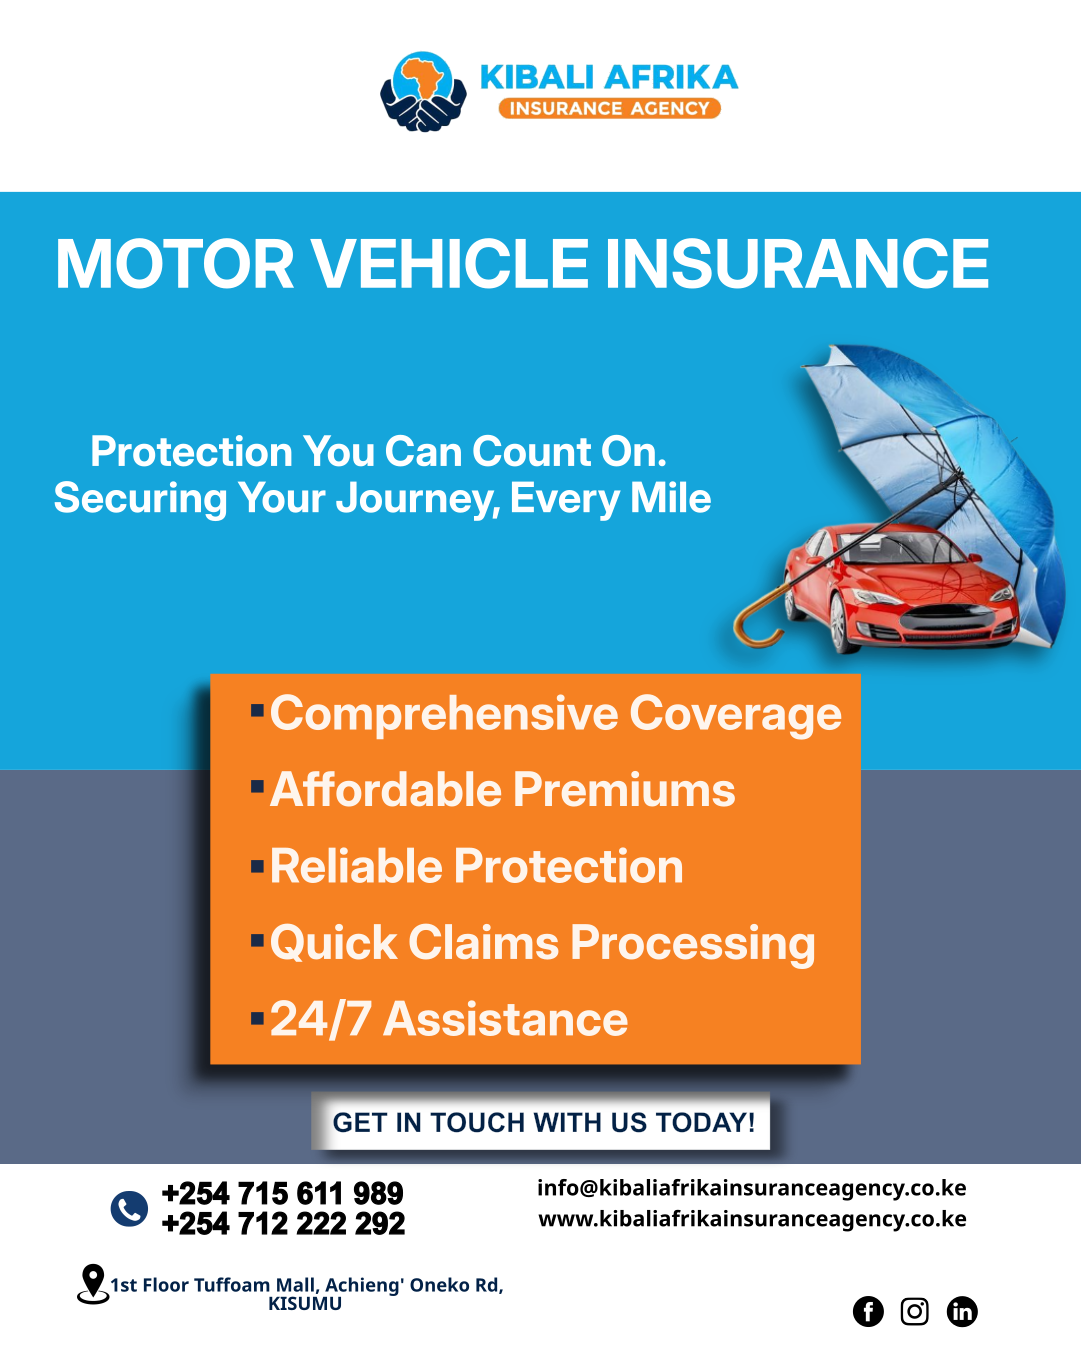 KIBALI AFRIKA
INSURANCE AGENCY
MOTOR VEHICLE INSURANCE
Protection You Can Count On.
Securing Your Journey, Every Mile
▪Comprehensive Coverage
▪Affordable Premiums
▪Reliable Protection
▪Quick Claims Processing
▪24/7 Assistance
GET IN TOUCH WITH US TODAY!
+254 715 611 989
+254 712 222 292
info@kibaliafrikainsuranceagency.co.ke
www.kibaliafrikainsuranceagency.co.ke
1st Floor Tuffoam Mall, Achieng' Oneko Rd,
KISUMU